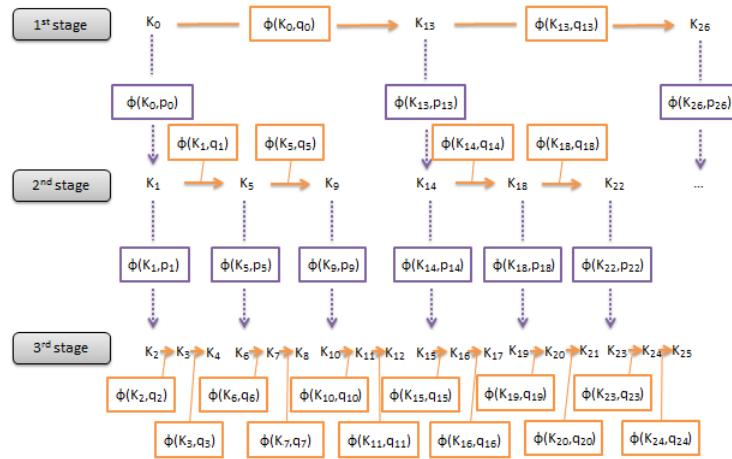 1st stage K0 ϕ(K0,q0) K13 ϕ(K13,q13) K26
ϕ(K0,p0) ϕ(K13,p13) ϕ(K26,p26)
ϕ(K1,q1) ϕ(K5,q5) ϕ(K14,q14) ϕ(K18,q18)
2nd stage K1 K5 K9 K14 K18 K22 ...
ϕ(K1,p1) ϕ(K5,p5) ϕ(K9,p9) ϕ(K14,p14) ϕ(K18,p18) ϕ(K22,p22)
3rd stage K2 K3 K4 K6 K7 K8 K10 K11 K12 K15 K16 K17 K19 K20 K21 K23 K24 K25
ϕ(K2,q2) ϕ(K6,q6) ϕ(K10,q10) ϕ(K15,q15) ϕ(K19,q19) ϕ(K23,q23)
ϕ(K3,q3) ϕ(K7,q7) ϕ(K11,q11) ϕ(K16,q16) ϕ(K20,q20) ϕ(K24,q24)